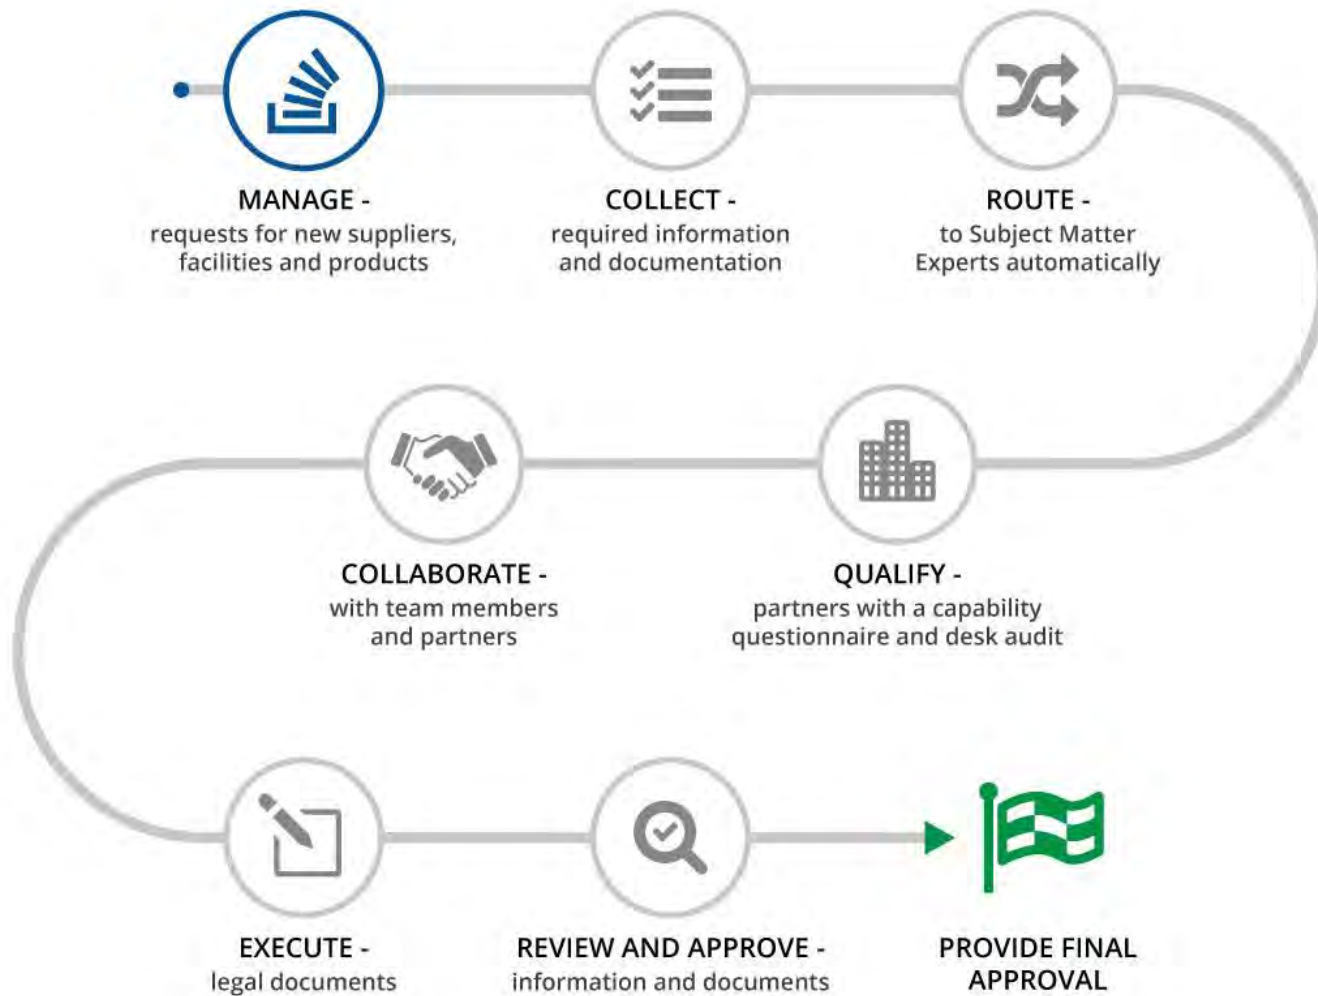 MANAGE -
requests for new suppliers,
facilities and products
COLLECT -
required information
and documentation
ROUTE -
to Subject Matter
Experts automatically
QUALIFY -
partners with a capability
questionnaire and desk audit
COLLABORATE -
with team members
and partners
EXECUTE -
legal documents
REVIEW AND APPROVE -
information and documents
PROVIDE FINAL
APPROVAL